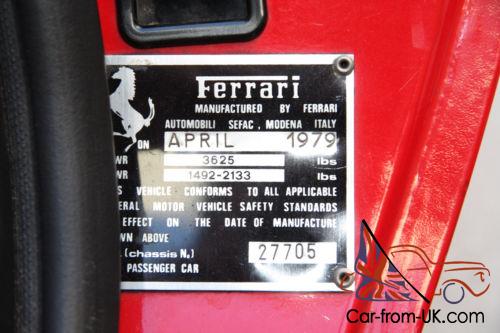 Ferrari
MANUFACTURED BY FERRARI
AUTOMOBILI SEFAC, MODENA ITALY
ON APRIL 1979
WR 3625 lbs
WR 1492-2133 lbs
S VEHICLE CONFORMS TO ALL APPLICABLE
ERAL MOTOR VEHICLE SAFETY STANDARDS
EFFECT ON THE DATE OF MANUFACTURE
WN ABOVE
(chassis N.) 27705
PASSENGER CAR
Car-from-UK.com